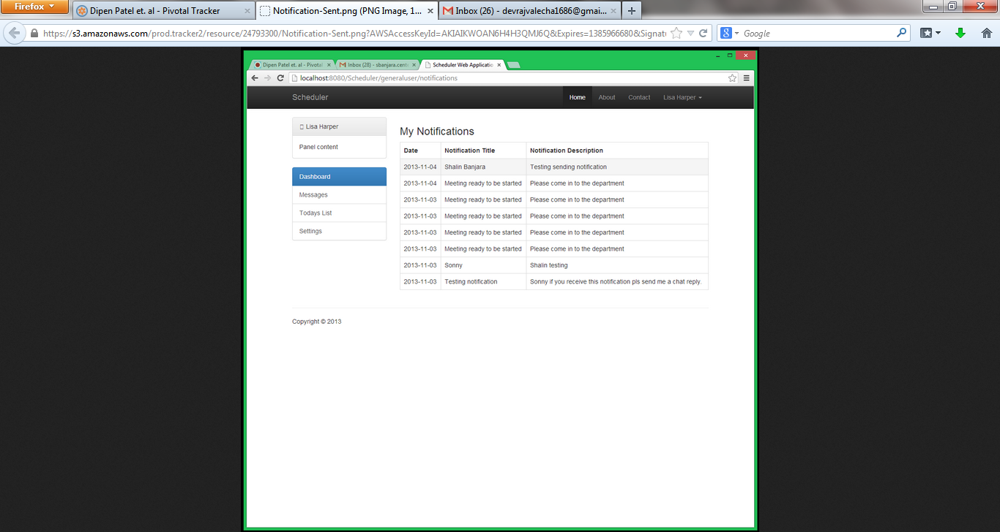 Firefox
Dipen Patel et. al - Pivotal Tracker
Notification-Sent.png (PNG Image, 1...
Inbox (26) - devrajvalecha1686@gmai...
https://s3.amazonaws.com/prod.tracker2/resource/24793300/Notification-Sent.png?AWSAccessKeyId=AKIAIKWOAN6H4H3QMJ6Q&Expires=1385966680&Signatu
Google
Dipen Patel et. al - Pivotal
Inbox (28) - sbanjara.cent
Scheduler Web Applicatio
localhost:8080/Scheduler/generaluser/notifications
Scheduler Home About Contact Lisa Harper
Lisa Harper
Panel content
Dashboard
Messages
Todays List
Settings
My Notifications
Date Notification Title Notification Description
2013-11-04 Shalin Banjara Testing sending notification
2013-11-04 Meeting ready to be started Please come in to the department
2013-11-03 Meeting ready to be started Please come in to the department
2013-11-03 Meeting ready to be started Please come in to the department
2013-11-03 Meeting ready to be started Please come in to the department
2013-11-03 Meeting ready to be started Please come in to the department
2013-11-03 Sonny Shalin testing
2013-11-03 Testing notification Sonny if you receive this notification pls send me a chat reply.
Copyright © 2013